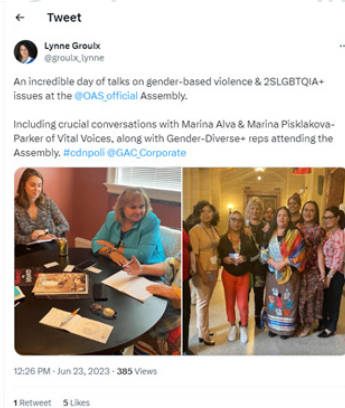 Tweet
Lynne Groulx
@groulx_lynne
An incredible day of talks on gender-based violence & 2SLGBTQIA+
issues at the @OAS_official Assembly.
Including crucial conversations with Marina Alva & Marina Pisklakova-
Parker of Vital Voices, along with Gender-Diverse+ reps attending the
Assembly. #cdnpoli @GAC_Corporate
12:26 PM · Jun 23, 2023 · 385 Views
1 Retweet 5 Likes